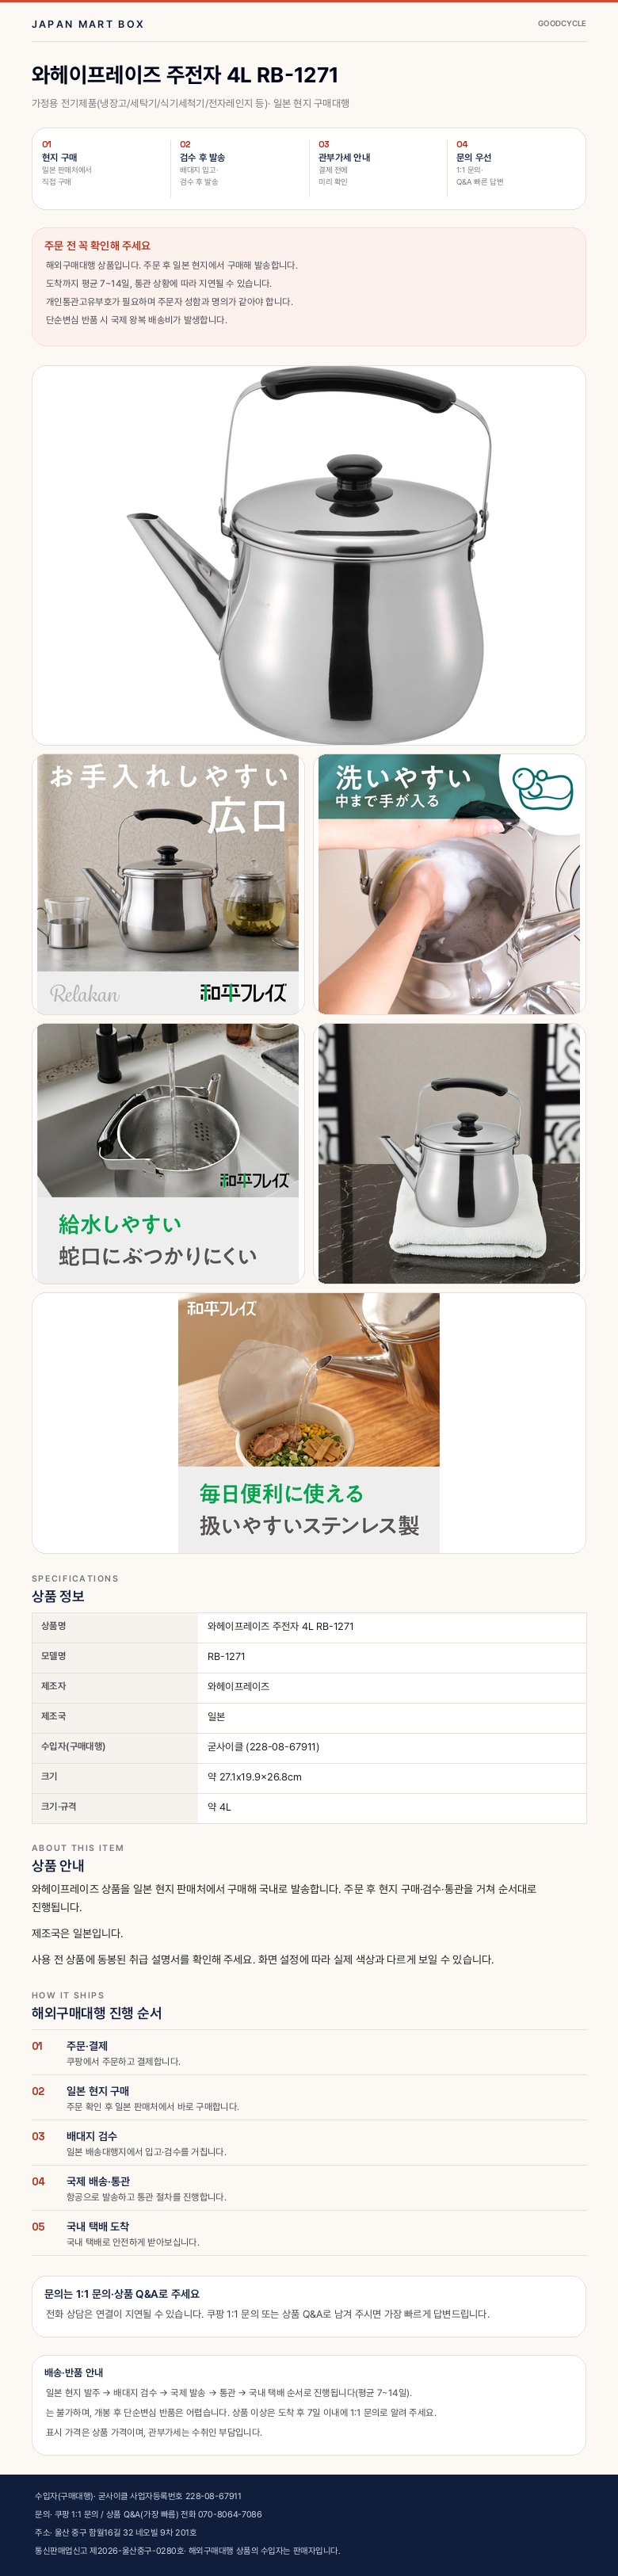 JAPAN MART BOX
GOODCYCLE
와헤이프레이즈 주전자 4L RB-1271
가정용 전기제품(냉장고/세탁기/식기세척기/전자레인지 등)· 일본 현지 구매대행
01
현지 구매
일본 판매처에서
직접 구매
02
검수 후 발송
배대지 입고·
검수 후 발송
03
관부가세 안내
결제 전에
미리 확인
04
문의 우선
1:1 문의·
Q&A 빠른 답변
주문 전 꼭 확인해 주세요
해외구매대행 상품입니다. 주문 후 일본 현지에서 구매해 발송합니다.
도착까지 평균 7~14일, 통관 상황에 따라 지연될 수 있습니다.
개인통관고유부호가 필요하며 주문자 성함과 명의가 같아야 합니다.
단순변심 반품 시 국제 왕복 배송비가 발생합니다.
お手入れしやすい
広口
Relakan
和平フレイズ
洗いやすい
中まで手が入る
和平フレイズ
給水しやすい
蛇口にぶつかりにくい
和平フレイズ
毎日便利に使える
扱いやすいステンレス製
SPECIFICATIONS
상품 정보
상품명 와헤이프레이즈 주전자 4L RB-1271
모델명 RB-1271
제조자 와헤이프레이즈
제조국 일본
수입자(구매대행) 굳사이클 (228-08-67911)
크기 약 27.1x19.9×26.8cm
크기·규격 약 4L
ABOUT THIS ITEM
상품 안내
와헤이프레이즈 상품을 일본 현지 판매처에서 구매해 국내로 발송합니다. 주문 후 현지 구매·검수·통관을 거쳐 순서대로
진행됩니다.
제조국은 일본입니다.
사용 전 상품에 동봉된 취급 설명서를 확인해 주세요. 화면 설정에 따라 실제 색상과 다르게 보일 수 있습니다.
HOW IT SHIPS
해외구매대행 진행 순서
01 주문·결제
쿠팡에서 주문하고 결제합니다.
02 일본 현지 구매
주문 확인 후 일본 판매처에서 바로 구매합니다.
03 배대지 검수
일본 배송대행지에서 입고·검수를 거칩니다.
04 국제 배송·통관
항공으로 발송하고 통관 절차를 진행합니다.
05 국내 택배 도착
국내 택배로 안전하게 받아보십니다.
문의는 1:1 문의·상품 Q&A로 주세요
전화 상담은 연결이 지연될 수 있습니다. 쿠팡 1:1 문의 또는 상품 Q&A로 남겨 주시면 가장 빠르게 답변드립니다.
배송·반품 안내
일본 현지 발주 → 배대지 검수 → 국제 발송 → 통관 → 국내 택배 순서로 진행됩니다(평균 7~14일).
는 불가하며, 개봉 후 단순변심 반품은 어렵습니다. 상품 이상은 도착 후 7일 이내에 1:1 문의로 알려 주세요.
표시 가격은 상품 가격이며, 관부가세는 수취인 부담입니다.
수입자(구매대행)· 굳사이클 사업자등록번호 228-08-67911
문의· 쿠팡 1:1 문의 / 상품 Q&A(가장 빠름) 전화 070-8064-7086
주소· 울산 중구 함월16길 32 네오빌 9차 201호
통신판매업신고 제2026-울산중구-0280호· 해외구매대행 상품의 수입자는 판매자입니다.